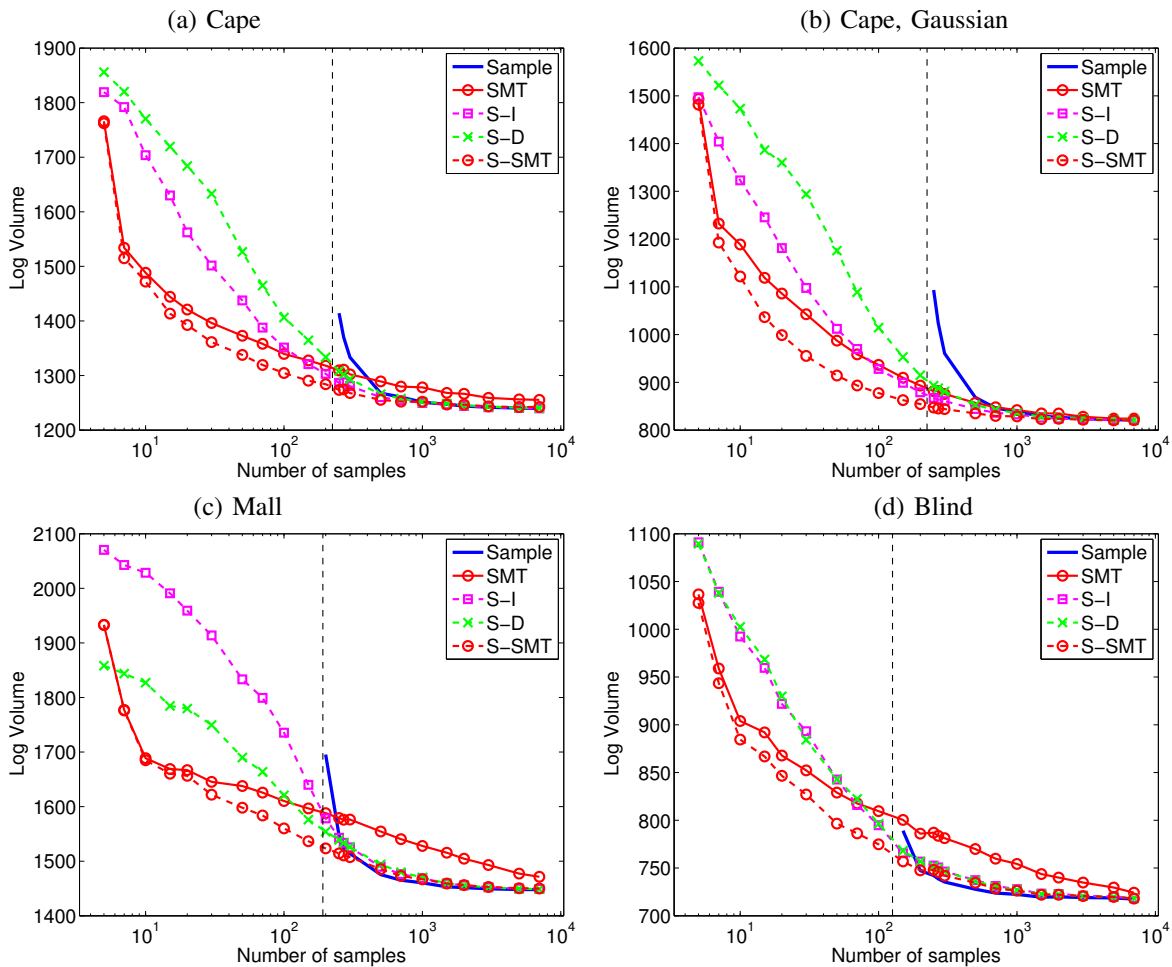 (a) Cape
1900
1800
1700
1600
1500
1400
1300
1200
Log Volume
10^1
10^2
10^3
10^4
Number of samples
Sample
SMT
S-I
S-D
S-SMT
(b) Cape, Gaussian
1600
1500
1400
1300
1200
1100
1000
900
800
Log Volume
10^1
10^2
10^3
10^4
Number of samples
Sample
SMT
S-I
S-D
S-SMT
(c) Mall
2100
2000
1900
1800
1700
1600
1500
1400
Log Volume
10^1
10^2
10^3
10^4
Number of samples
Sample
SMT
S-I
S-D
S-SMT
(d) Blind
1100
1050
1000
950
900
850
800
750
700
Log Volume
10^1
10^2
10^3
10^4
Number of samples
Sample
SMT
S-I
S-D
S-SMT